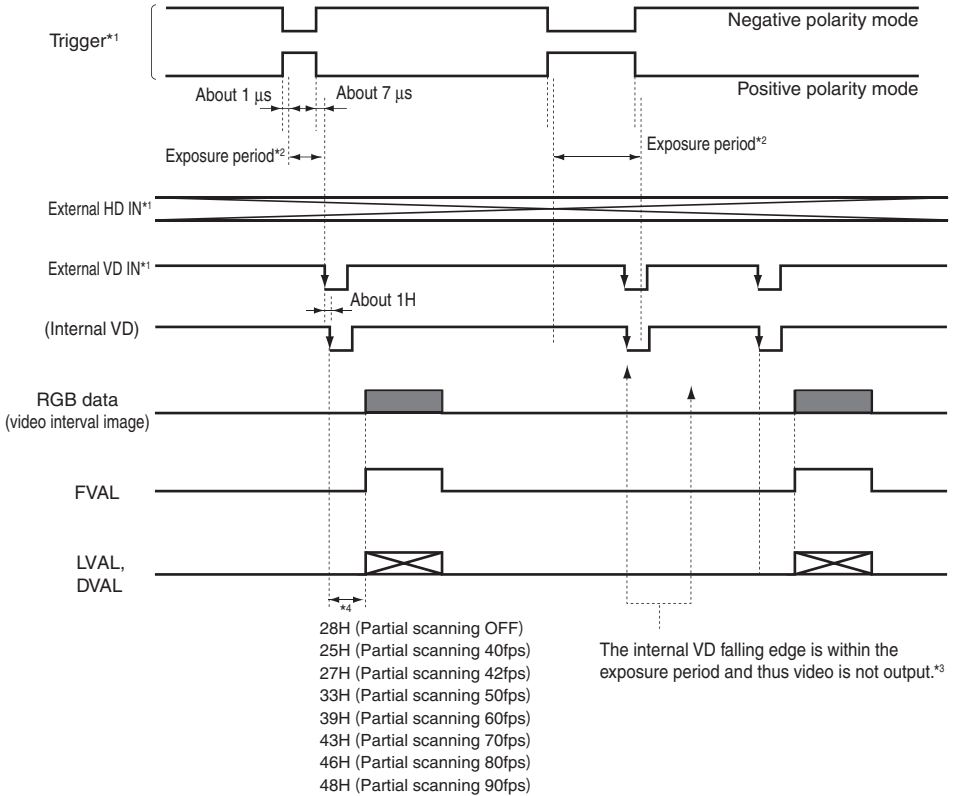 Negative polarity mode
Trigger*1
Positive polarity mode
About 1 μs
About 7 μs
Exposure period*2
Exposure period*2
External HD IN*1
External VD IN*1
About 1H
(Internal VD)
RGB data
(video interval image)
FVAL
LVAL,
DVAL
*4
28H (Partial scanning OFF)
25H (Partial scanning 40fps)
27H (Partial scanning 42fps)
33H (Partial scanning 50fps)
39H (Partial scanning 60fps)
43H (Partial scanning 70fps)
46H (Partial scanning 80fps)
48H (Partial scanning 90fps)
The internal VD falling edge is within the
exposure period and thus video is not output.*3